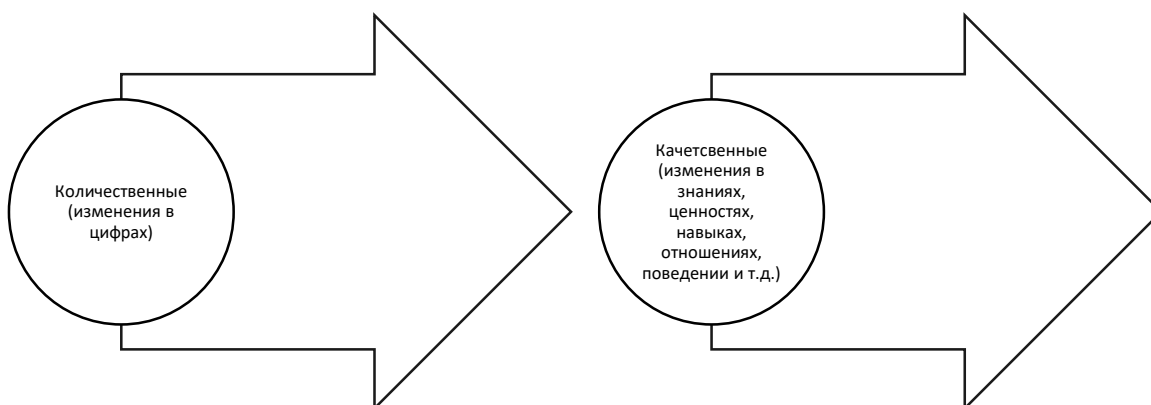 Количественные
(изменения в
цифрах)
Качетсвенные
(изменения в
знаниях,
ценностях,
навыках,
отношениях,
поведении и т.д.)